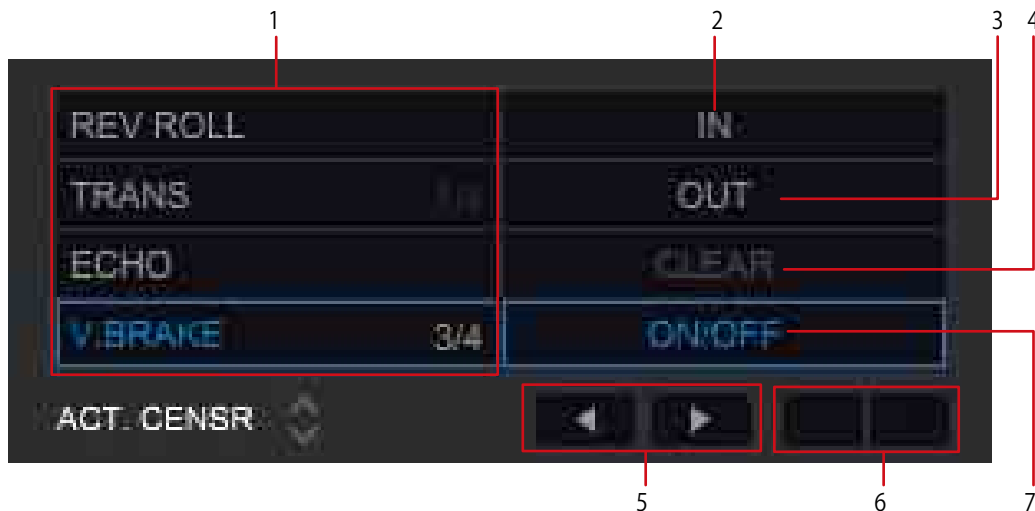 1 2 3 4
REV ROLL IN
TRANS OUT
ECHO CLEAR
V.BRAKE 3/4 ON/OFF
ACT. CENSR
5 6 7